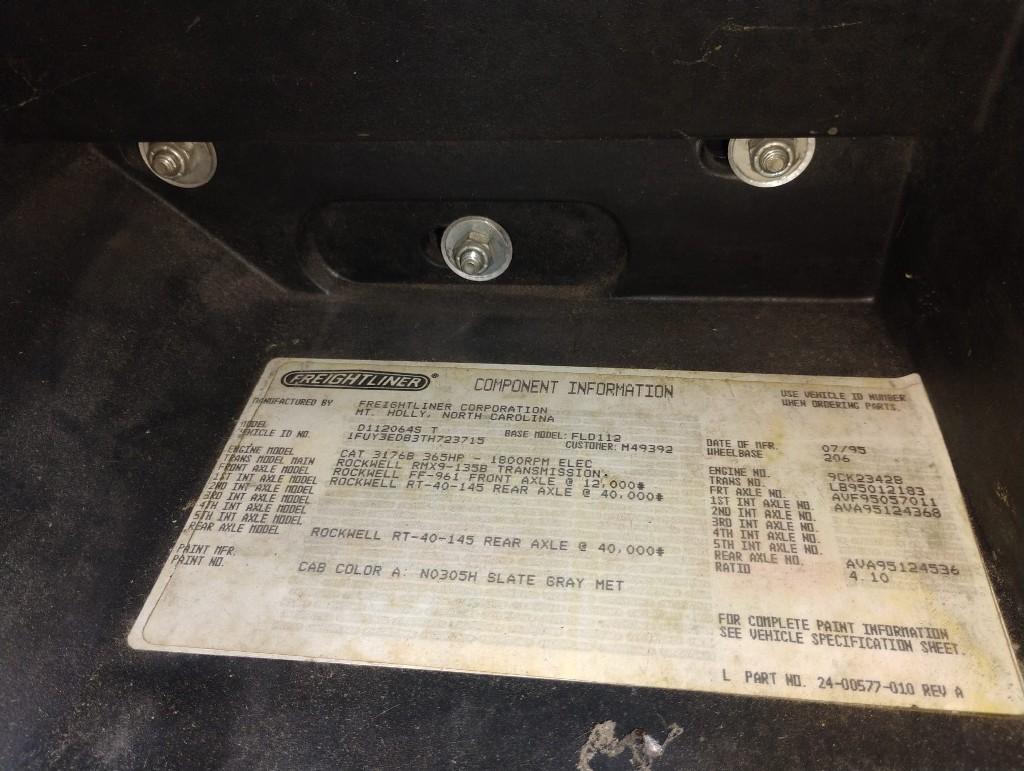 FREIGHTLINER®
COMPONENT INFORMATION
USE VEHICLE ID NUMBER
WHEN ORDERING PARTS.
MANUFACTURED BY FREIGHTLINER CORPORATION
MT. HOLLY, NORTH CAROLINA
MODEL D112064S T BASE MODEL: FLD112
VEHICLE ID NO. 1FUY3EDB3TH723715 CUSTOMER: M49392
DATE OF MFR. 07/95
WHEELBASE 206
ENGINE MODEL CAT 3176B 365HP - 1800RPM ELEC
TRANS MODEL MAIN ROCKWELL RMX9-135B TRANSMISSION.
FRONT AXLE MODEL ROCKWELL FF-961 FRONT AXLE @ 12,000#
1ST INT AXLE MODEL ROCKWELL RT-40-145 REAR AXLE @ 40,000#
2ND INT AXLE MODEL
3RD INT AXLE MODEL
4TH INT AXLE MODEL
5TH INT AXLE MODEL
REAR AXLE MODEL ROCKWELL RT-40-145 REAR AXLE @ 40,000#
ENGINE NO. 9CK23428
TRANS NO. LB95012183
FRT AXLE NO. AVF95057011
1ST INT AXLE NO. AVA95124368
2ND INT AXLE NO.
3RD INT AXLE NO.
4TH INT AXLE NO.
5TH INT AXLE NO.
REAR AXLE NO. AVA95124536
RATIO 4.10
PAINT MFR.
PAINT NO. CAB COLOR A: N0305H SLATE GRAY MET
FOR COMPLETE PAINT INFORMATION
SEE VEHICLE SPECIFICATION SHEET.
L PART NO. 24-00577-010 REV A